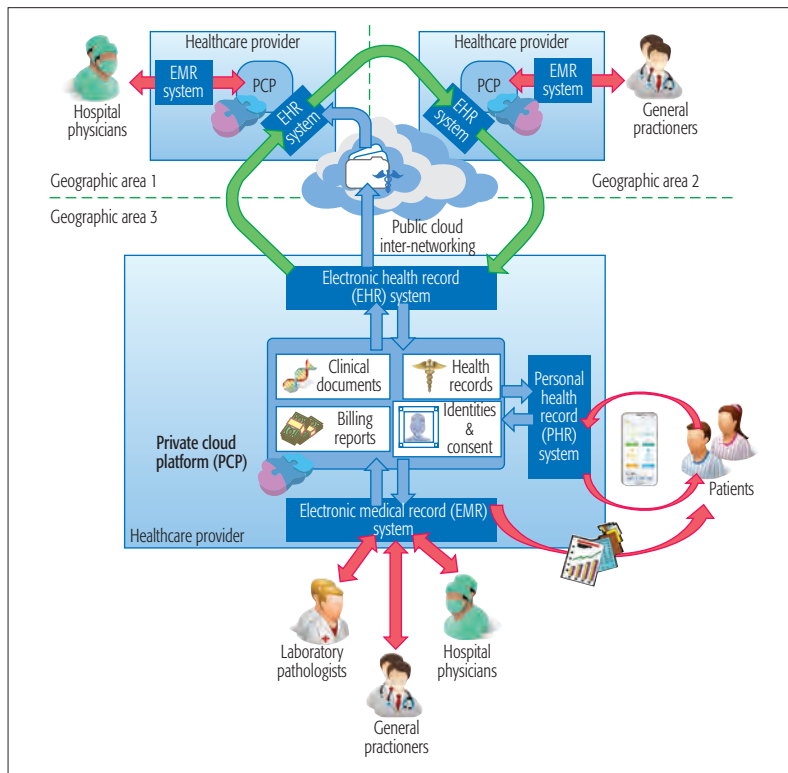 Healthcare provider
Healthcare provider
EMR
system
PCP
EHR
system
Hospital
physicians
PCP
EMR
system
EHR
system
General
practioners
Geographic area 1
Geographic area 2
Geographic area 3
Public cloud
inter-networking
Electronic health record
(EHR) system
Clinical
documents
Health
records
Billing
reports
Identities
& consent
Personal
health
record
(PHR)
system
Patients
Private cloud
platform (PCP)
Electronic medical record (EMR)
system
Healthcare provider
Laboratory
pathologists
Hospital
physicians
General
practioners